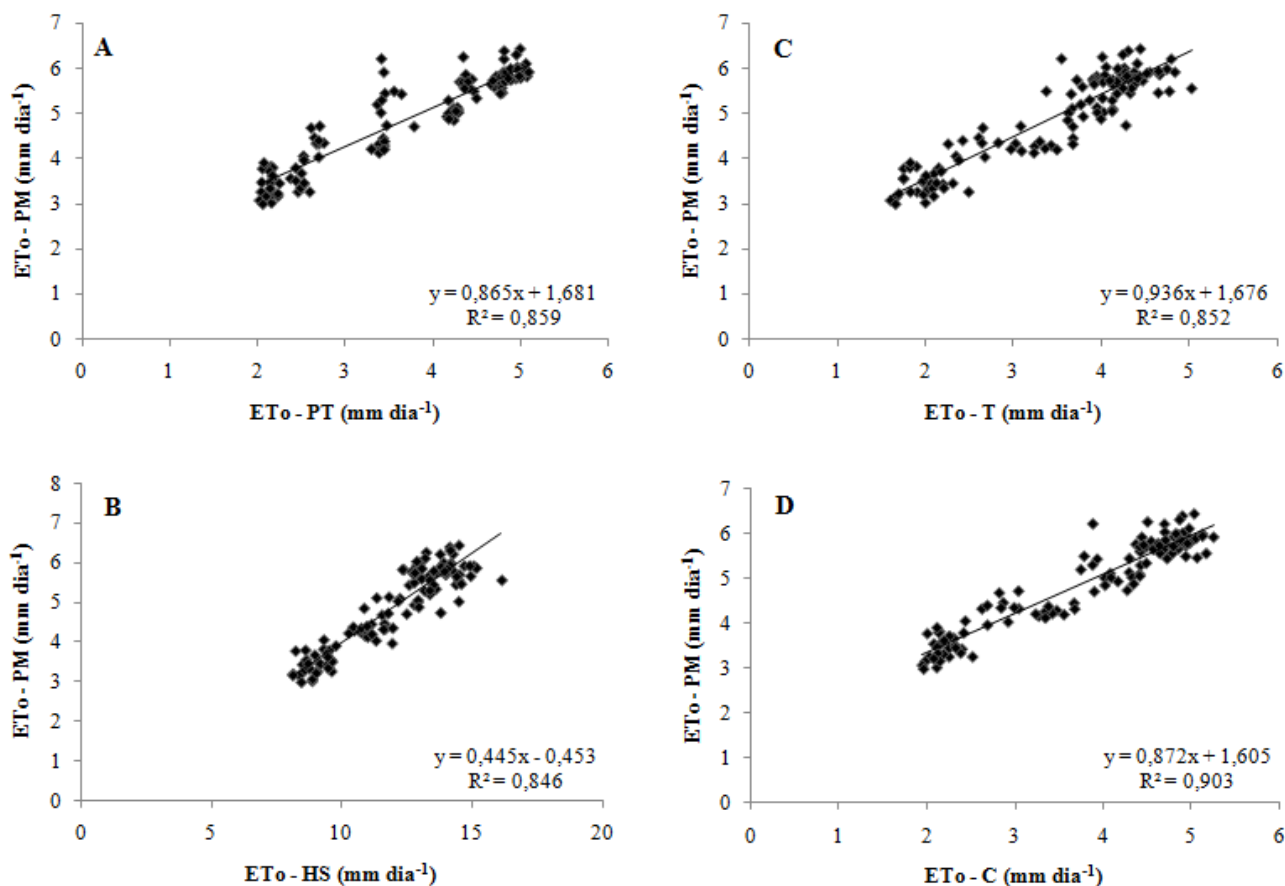 A
ETo - PM (mm dia⁻¹)
7
6
5
4
3
2
1
0
y = 0,865x + 1,681
R² = 0,859
0 1 2 3 4 5 6
ETo - PT (mm dia⁻¹)
C
ETo - PM (mm dia⁻¹)
7
6
5
4
3
2
1
0
y = 0,936x + 1,676
R² = 0,852
0 1 2 3 4 5 6
ETo - T (mm dia⁻¹)
B
ETo - PM (mm dia⁻¹)
8
7
6
5
4
3
2
1
0
y = 0,445x - 0,453
R² = 0,846
0 5 10 15 20
ETo - HS (mm dia⁻¹)
D
ETo - PM (mm dia⁻¹)
7
6
5
4
3
2
1
0
y = 0,872x + 1,605
R² = 0,903
0 1 2 3 4 5 6
ETo - C (mm dia⁻¹)